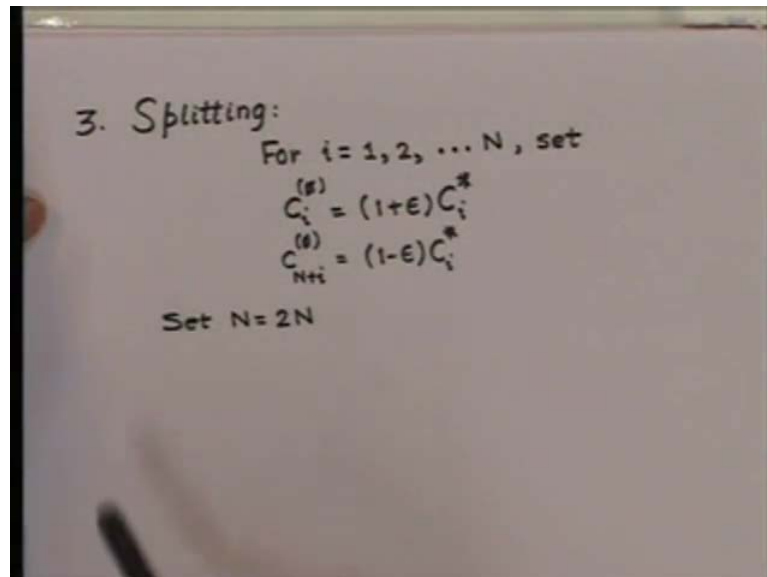 3. Splitting:
For i = 1, 2, ... N, set
C_i^(0) = (1+ϵ)C_i^*
C_{N+i}^(0) = (1-ϵ)C_i^*
Set N = 2N